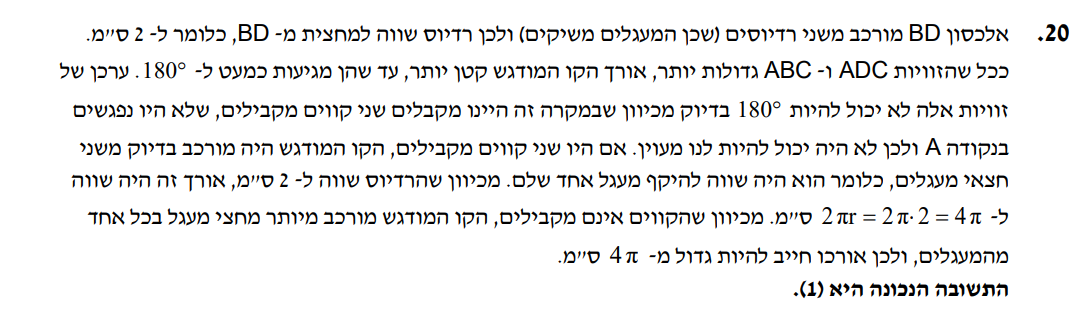 20. אלכסון BD מורכב משני רדיוסים (שכן המעגלים משיקים) ולכן רדיוס שווה למחצית מ- BD, כלומר ל- 2 ס״מ.
ככל שהזוויות ADC ו- ABC גדולות יותר, אורך הקו המודגש קטן יותר, עד שהן מגיעות כמעט ל- 180°. ערכן של
זוויות אלה לא יכול להיות 180° בדיוק מכיוון שבמקרה זה היינו מקבלים שני קווים מקבילים, שלא היו נפגשים
בנקודה A ולכן לא היה יכול להיות לנו מעוין. אם היו שני קווים מקבילים, הקו המודגש היה מורכב בדיוק משני
חצאי מעגלים, כלומר הוא היה שווה להיקף מעגל אחד שלם. מכיוון שהרדיוס שווה ל- 2 ס״מ, אורך זה היה שווה
ל- 2πr = 2π·2 = 4π ס״מ. מכיוון שהקווים אינם מקבילים, הקו המודגש מורכב מיותר מחצי מעגל בכל אחד
מהמעגלים, ולכן אורכו חייב להיות גדול מ- 4π ס״מ.
התשובה הנכונה היא (1).